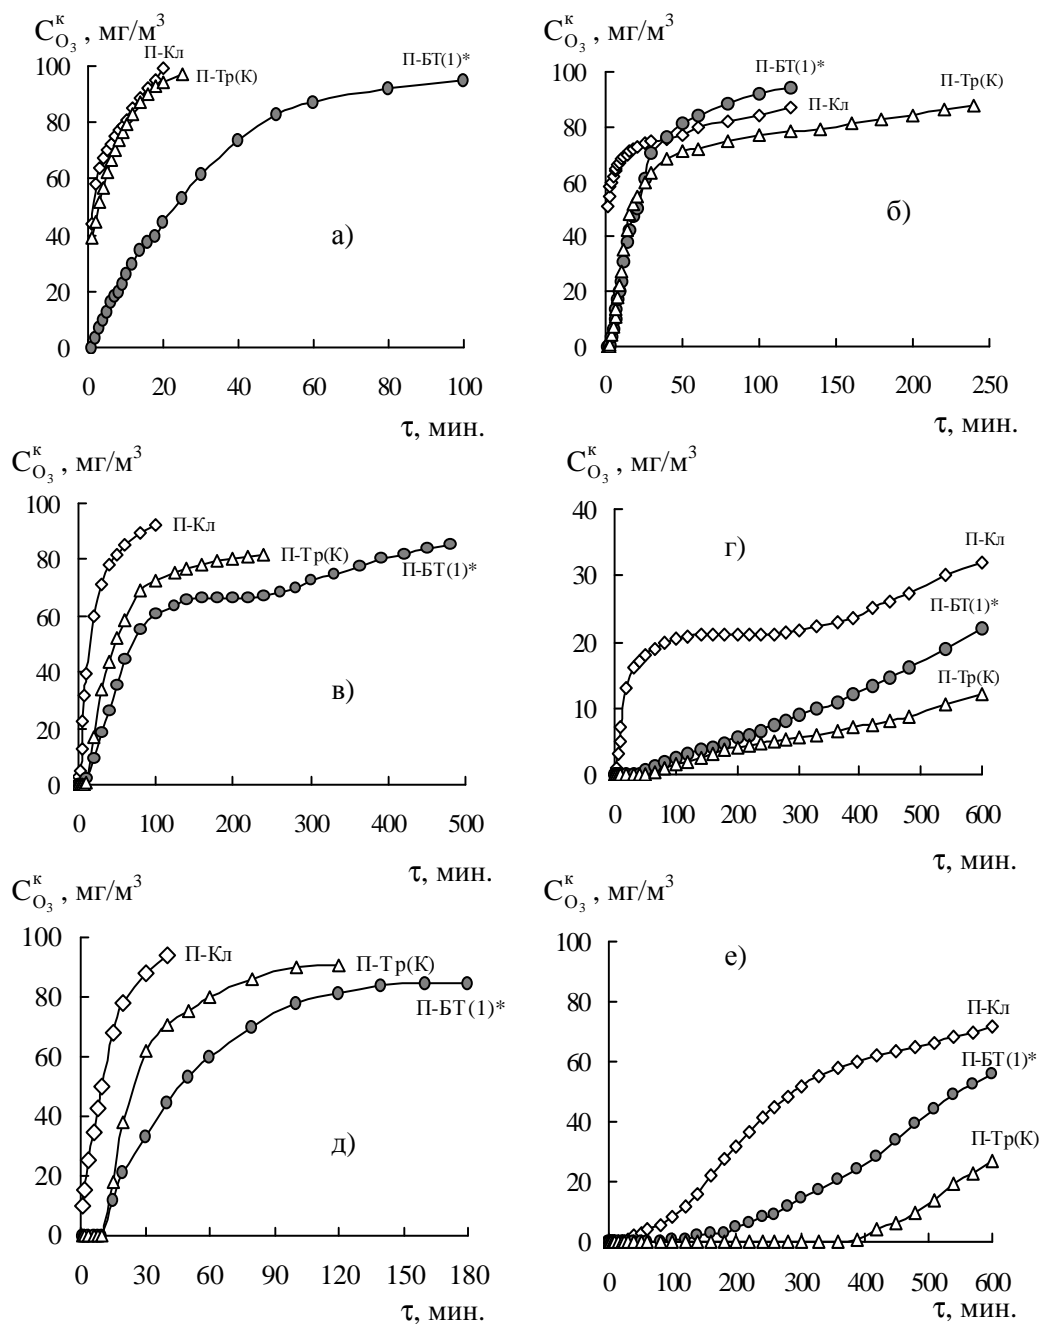 C^к_O₃ , мг/м³
100
80
60
40
20
0
0 20 40 60 80 100
τ, мин.
П-Кл
П-Тр(К)
П-БТ(1)*
а)
C^к_O₃ , мг/м³
100
80
60
40
20
0
0 50 100 150 200 250
τ, мин.
П-БТ(1)*
П-Тр(К)
П-Кл
б)
C^к_O₃ , мг/м³
100
80
60
40
20
0
0 100 200 300 400 500
τ, мин.
П-Кл
П-Тр(К)
П-БТ(1)*
в)
C^к_O₃ , мг/м³
40
30
20
10
0
0 100 200 300 400 500 600
τ, мин.
г)
П-Кл
П-БТ(1)*
П-Тр(К)
C^к_O₃ , мг/м³
100
80
60
40
20
0
0 30 60 90 120 150 180
τ, мин.
П-Кл
П-Тр(К)
П-БТ(1)*
д)
C^к_O₃ , мг/м³
100
80
60
40
20
0
0 100 200 300 400 500 600
τ, мин.
е)
П-Кл
П-БТ(1)*
П-Тр(К)